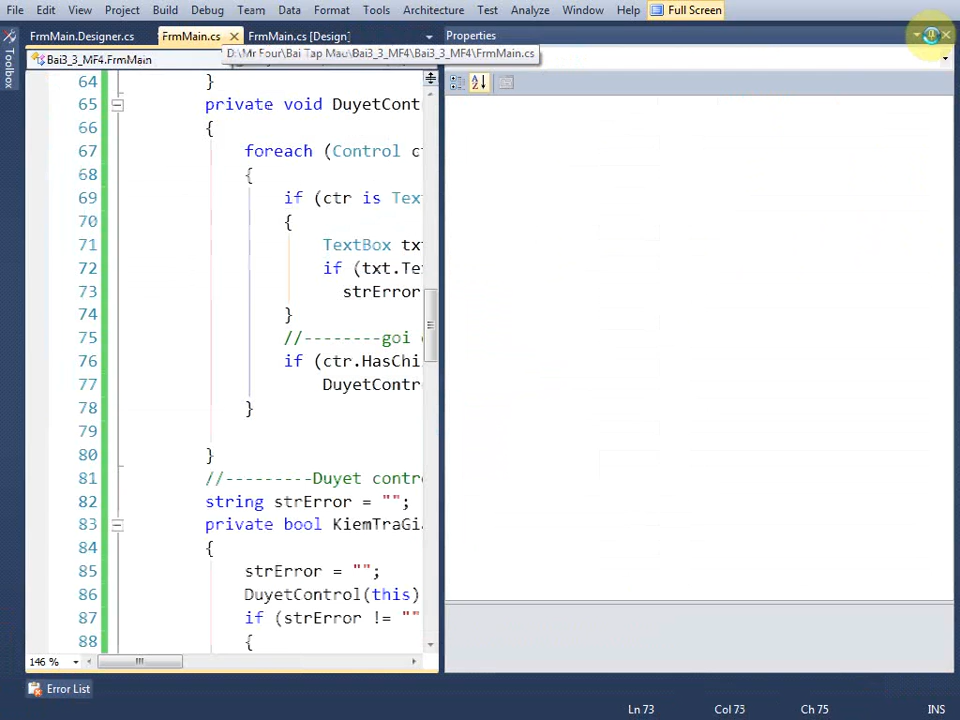 File Edit View Project Build Debug Team Data Format Tools Architecture Test Analyze Window Help Full Screen
FrmMain.Designer.cs FrmMain.cs FrmMain.cs [Design] Properties
D:\Mr Four\Bai Tap Mau\Bai3_3_MF4\Bai3_3_MF4\FrmMain.cs
Bai3_3_MF4.FrmMain
Toolbox
64 }
65 private void DuyetCont
66 {
67 foreach (Control c
68 {
69 if (ctr is Tex
70 {
71 TextBox tx
72 if (txt.Te
73 strError
74 }
75 //--------goi
76 if (ctr.HasChi
77 DuyetContr
78 }
79
80 }
81 //---------Duyet contr
82 string strError = "";
83 private bool KiemTraGi
84 {
85 strError = "";
86 DuyetControl(this)
87 if (strError != ""
88 {
146 %
Error List
Ln 73 Col 73 Ch 75 INS